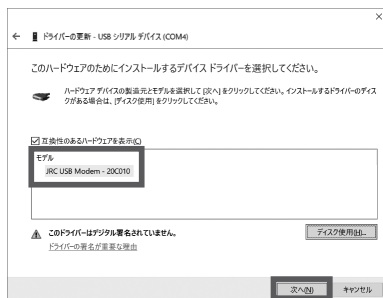 ドライバーの更新 - USB シリアル デバイス (COM4)
このハードウェアのためにインストールするデバイス ドライバーを選択してください。
ハードウェア デバイスの製造元とモデルを選択して [次へ] をクリックしてください。インストールするドライバーのディス
クがある場合は、[ディスク使用] をクリックしてください。
互換性のあるハードウェアを表示(C)
モデル
JRC USB Modem - 20C010
このドライバーはデジタル署名されていません。
ディスク使用(H)...
ドライバーの署名が重要な理由
次へ(N)
キャンセル